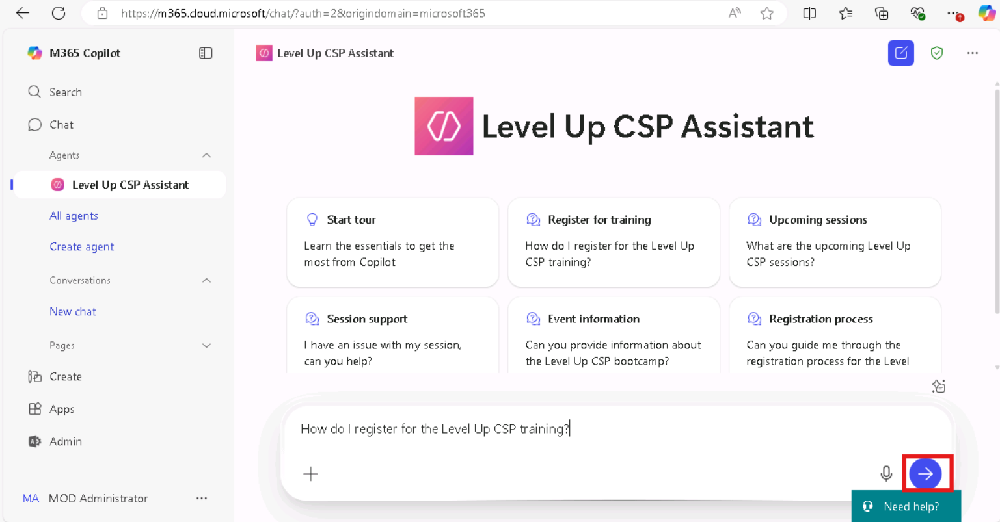 https://m365.cloud.microsoft/chat/?auth=2&origindomain=microsoft365
M365 Copilot
Search
Chat
Agents
Level Up CSP Assistant
All agents
Create agent
Conversations
New chat
Pages
Create
Apps
Admin
MA MOD Administrator
Level Up CSP Assistant
Level Up CSP Assistant
Start tour
Learn the essentials to get the
most from Copilot
Register for training
How do I register for the Level Up
CSP training?
Upcoming sessions
What are the upcoming Level Up
CSP sessions?
Session support
I have an issue with my session,
can you help?
Event information
Can you provide information about
the Level Up CSP bootcamp?
Registration process
Can you guide me through the
registration process for the Level
How do I register for the Level Up CSP training?
Need help?